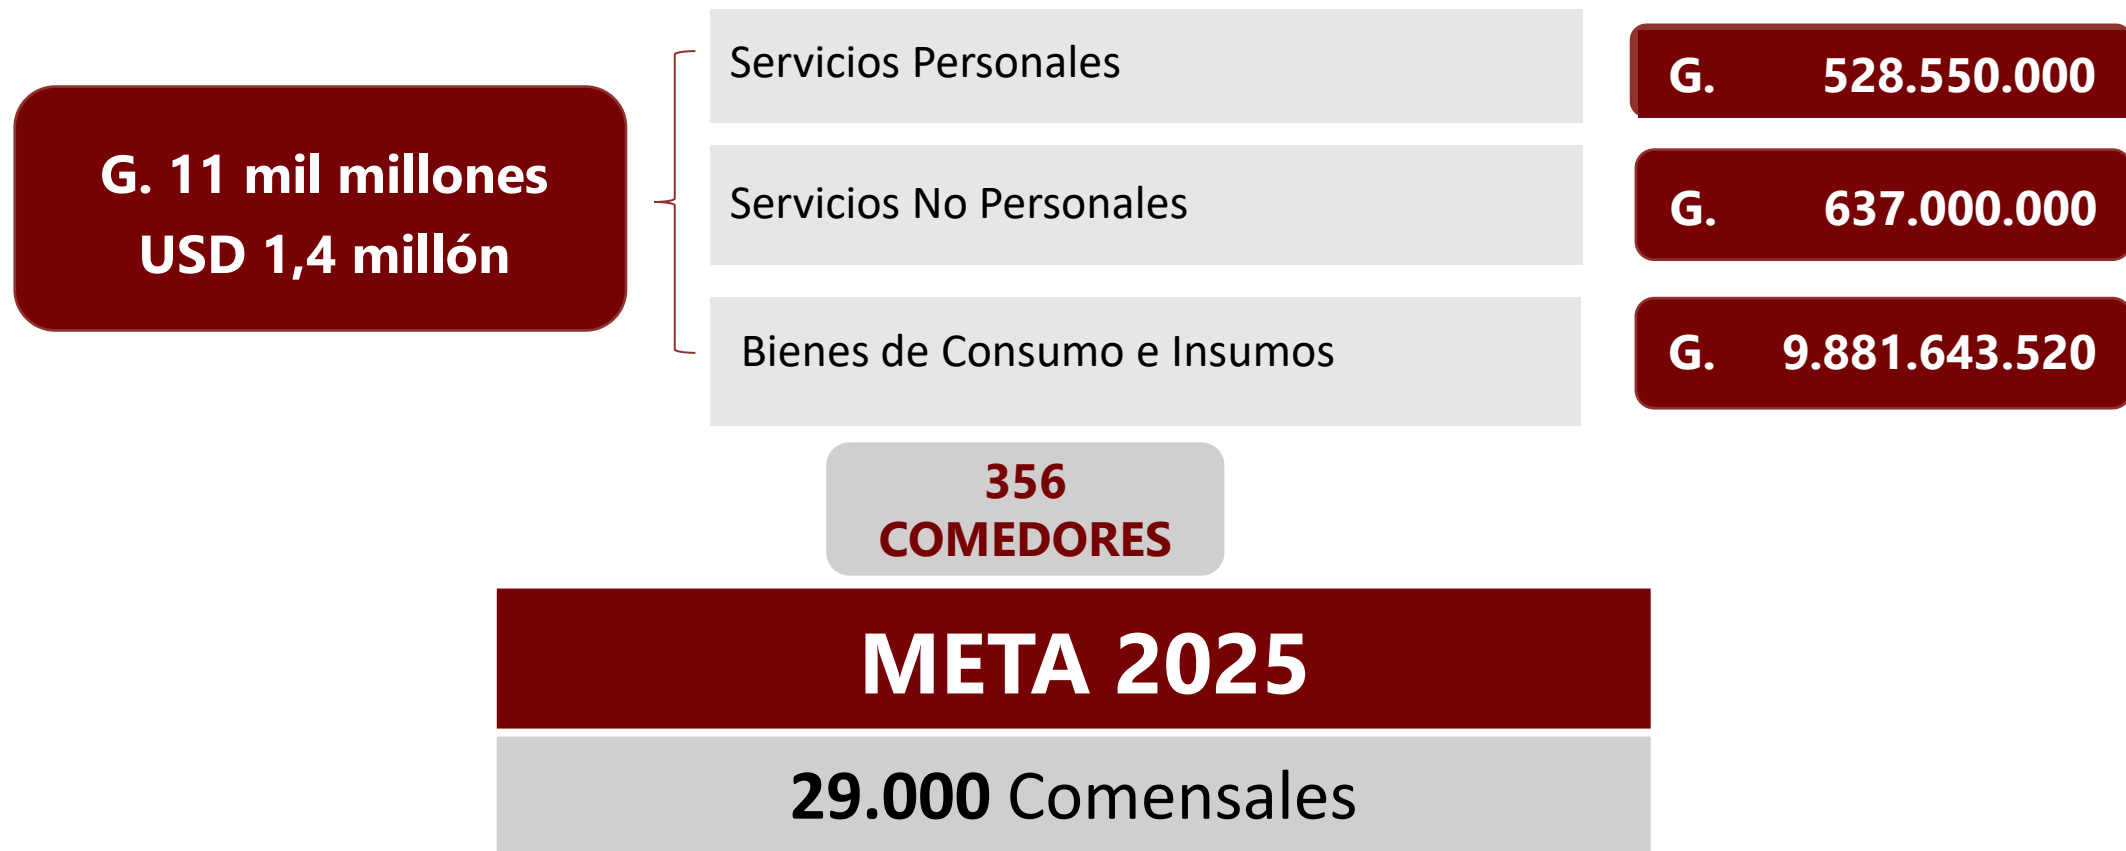 G. 11 mil millones
USD 1,4 millón
Servicios Personales
G. 528.550.000
Servicios No Personales
G. 637.000.000
Bienes de Consumo e Insumos
G. 9.881.643.520
356
COMEDORES
META 2025
29.000 Comensales